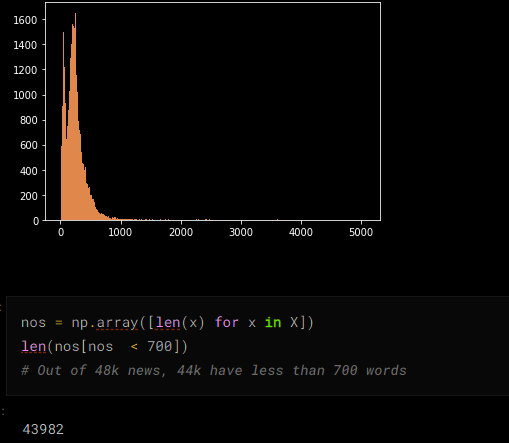 1600
1400
1200
1000
800
600
400
200
0
0 1000 2000 3000 4000 5000
nos = np.array([len(x) for x in X])
len(nos[nos  < 700])
# Out of 48k news, 44k have less than 700 words
:
43982